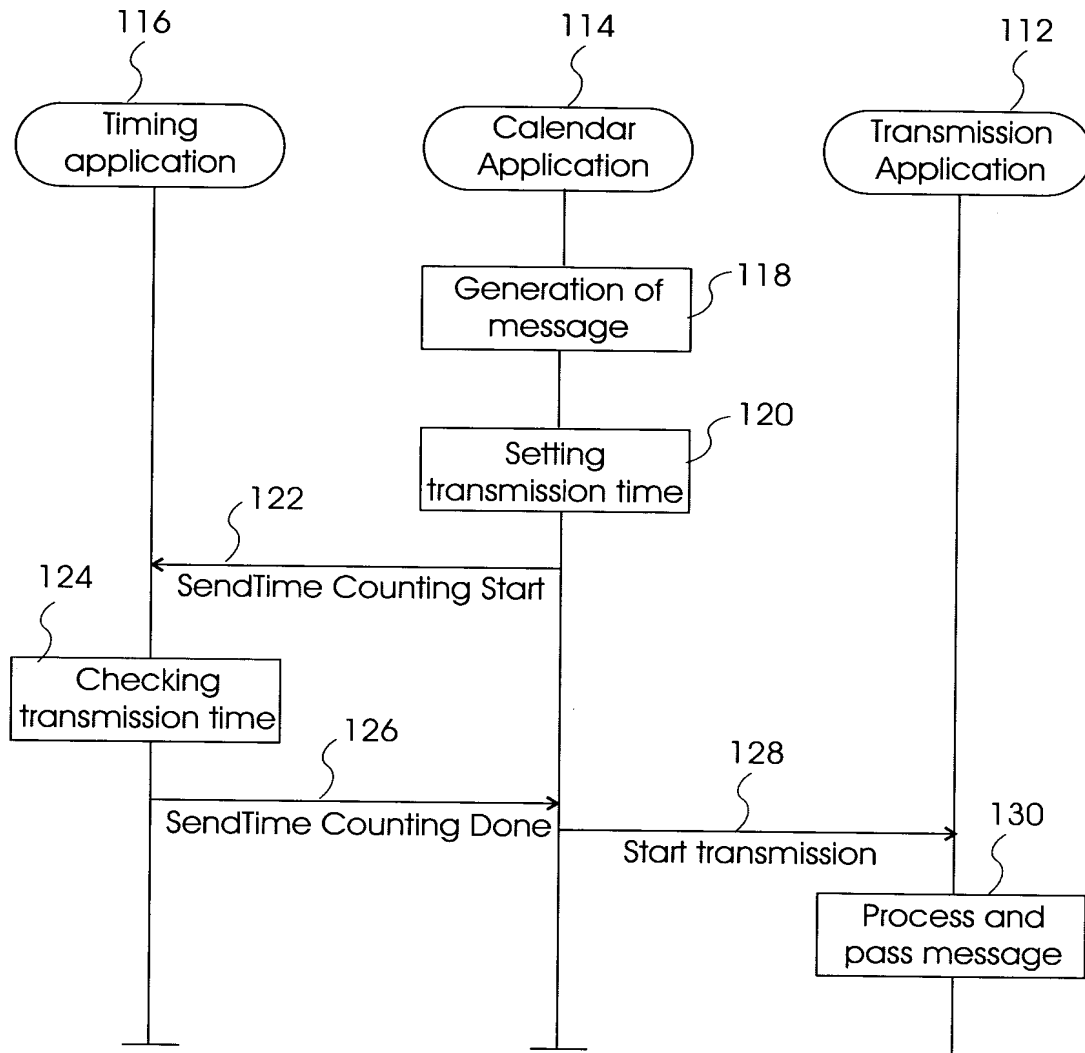 116
114
112
Timing
application
Calendar
Application
Transmission
Application
118
Generation of
message
120
Setting
transmission time
122
SendTime Counting Start
124
Checking
transmission time
126
SendTime Counting Done
128
Start transmission
130
Process and
pass message